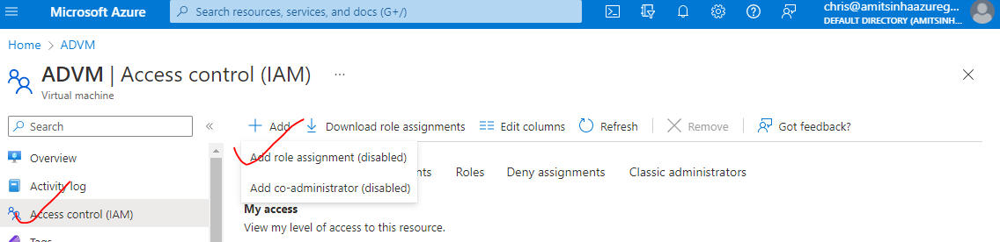 Microsoft Azure
Search resources, services, and docs (G+/)
chris@amitsinhaazureg...
DEFAULT DIRECTORY (AMITSINH...
Home > ADVM
ADVM | Access control (IAM) ...
Virtual machine
Search
Add
Download role assignments
Edit columns
Refresh
Remove
Got feedback?
Overview
Activity log
Access control (IAM)
Tags
Add role assignment (disabled)
Add co-administrator (disabled)
Roles
Deny assignments
Classic administrators
My access
View my level of access to this resource.